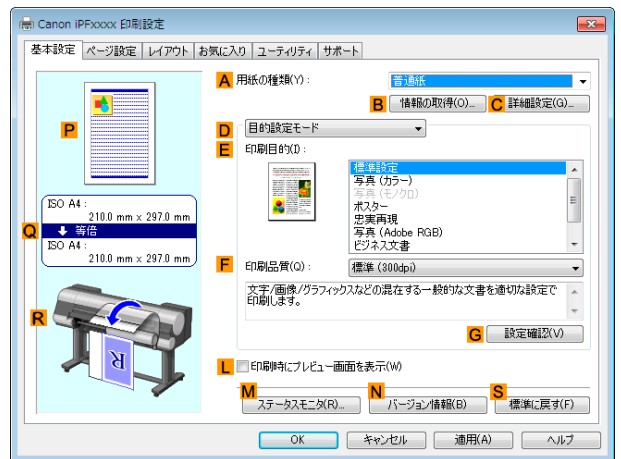 Canon iPFxxxx 印刷設定
基本設定 ページ設定 レイアウト お気に入り ユーティリティ サポート
A 用紙の種類(Y): 普通紙
B 情報の取得(O)... C 詳細設定(G)...
P
D 目的設定モード
E 印刷目的(I):
標準設定
写真 (カラー)
写真 (モノクロ)
ポスター
忠実再現
写真 (Adobe RGB)
ビジネス文書
ISO A4 :
210.0 mm x 297.0 mm
Q 等倍
ISO A4 :
210.0 mm x 297.0 mm
F 印刷品質(Q): 標準 (300dpi)
文字/画像/グラフィックスなどの混在する一般的な文書を適切な設定で
印刷します。
G 設定確認(V)
R
R
L 印刷時にプレビュー画面を表示(W)
M ステータスモニタ(R)... N バージョン情報(B) S 標準に戻す(F)
OK キャンセル 適用(A) ヘルプ